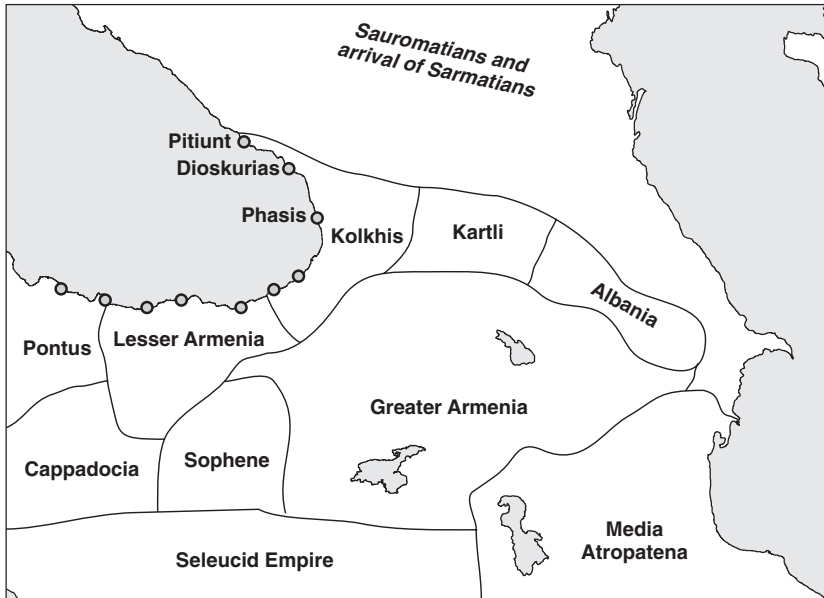 Sauromatians and
arrival of Sarmatians
Pitiunt
Dioskurias
Phasis
Kolkhis
Kartli
Albania
Pontus
Lesser Armenia
Greater Armenia
Cappadocia
Sophene
Seleucid Empire
Media
Atropatena